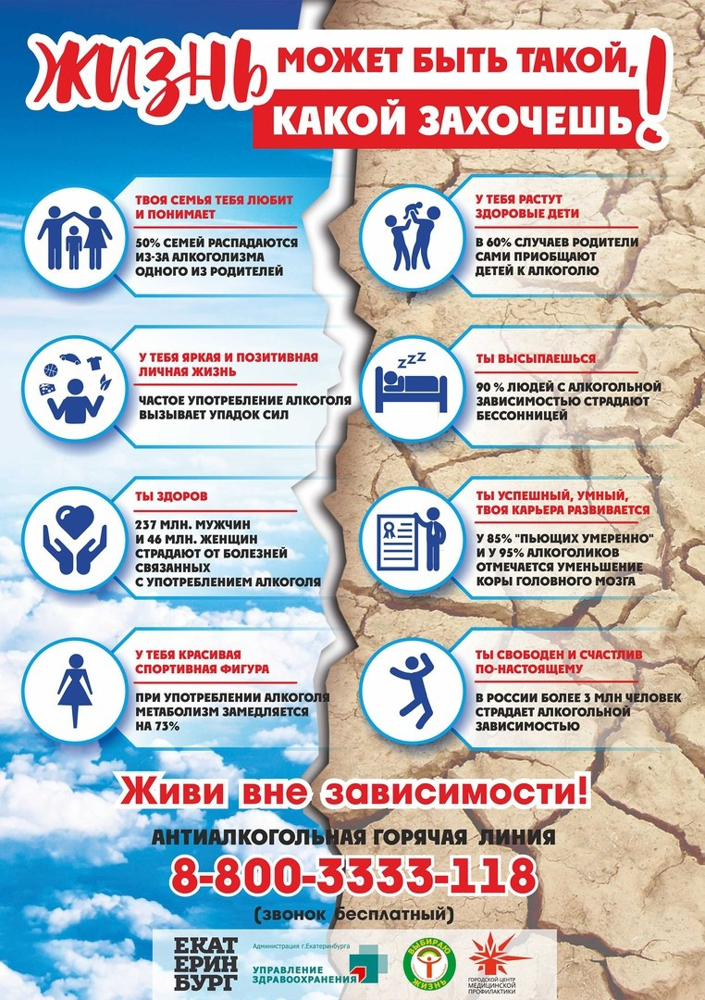 ЖИЗНЬ МОЖЕТ БЫТЬ ТАКОЙ,
КАКОЙ ЗАХОЧЕШЬ!
ТВОЯ СЕМЬЯ ТЕБЯ ЛЮБИТ
И ПОНИМАЕТ
50% СЕМЕЙ РАСПАДАЮТСЯ
ИЗ-ЗА АЛКОГОЛИЗМА
ОДНОГО ИЗ РОДИТЕЛЕЙ
У ТЕБЯ РАСТУТ
ЗДОРОВЫЕ ДЕТИ
В 60% СЛУЧАЕВ РОДИТЕЛИ
САМИ ПРИОБЩАЮТ
ДЕТЕЙ К АЛКОГОЛЮ
У ТЕБЯ ЯРКАЯ И ПОЗИТИВНАЯ
ЛИЧНАЯ ЖИЗНЬ
ЧАСТОЕ УПОТРЕБЛЕНИЕ АЛКОГОЛЯ
ВЫЗЫВАЕТ УПАДОК СИЛ
ZZZ
ТЫ ВЫСЫПАЕШЬСЯ
90 % ЛЮДЕЙ С АЛКОГОЛЬНОЙ
ЗАВИСИМОСТЬЮ СТРАДАЮТ
БЕССОННИЦЕЙ
ТЫ ЗДОРОВ
237 МЛН. МУЖЧИН
И 46 МЛН. ЖЕНЩИН
СТРАДАЮТ ОТ БОЛЕЗНЕЙ
СВЯЗАННЫХ
С УПОТРЕБЛЕНИЕМ АЛКОГОЛЯ
ТЫ УСПЕШНЫЙ, УМНЫЙ,
ТВОЯ КАРЬЕРА РАЗВИВАЕТСЯ
У 85% "ПЬЮЩИХ УМЕРЕННО"
И У 95% АЛКОГОЛИКОВ
ОТМЕЧАЕТСЯ УМЕНЬШЕНИЕ
КОРЫ ГОЛОВНОГО МОЗГА
У ТЕБЯ КРАСИВАЯ
СПОРТИВНАЯ ФИГУРА
ПРИ УПОТРЕБЛЕНИИ АЛКОГОЛЯ
МЕТАБОЛИЗМ ЗАМЕДЛЯЕТСЯ
НА 73%
ТЫ СВОБОДЕН И СЧАСТЛИВ
ПО-НАСТОЯЩЕМУ
В РОССИИ БОЛЕЕ 3 МЛН ЧЕЛОВЕК
СТРАДАЕТ АЛКОГОЛЬНОЙ
ЗАВИСИМОСТЬЮ
Живи вне зависимости!
АНТИАЛКОГОЛЬНАЯ ГОРЯЧАЯ ЛИНИЯ
8-800-3333-118
(звонок бесплатный)
ЕКАТ
ЕРИН
БУРГ
Администрация г.Екатеринбурга
УПРАВЛЕНИЕ
ЗДРАВООХРАНЕНИЯ
ВЫБИРАЮ
ЖИЗНЬ
ГОРОДСКОЙ ЦЕНТР
МЕДИЦИНСКОЙ
ПРОФИЛАКТИКИ